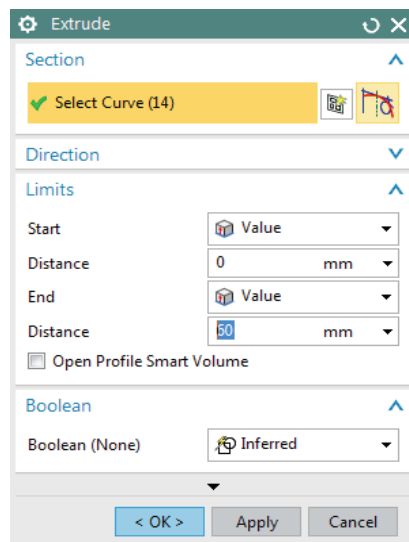 Extrude
Section
Select Curve (14)
Direction
Limits
Start Value
Distance 0 mm
End Value
Distance 50 mm
Open Profile Smart Volume
Boolean
Boolean (None) Inferred
< OK > Apply Cancel